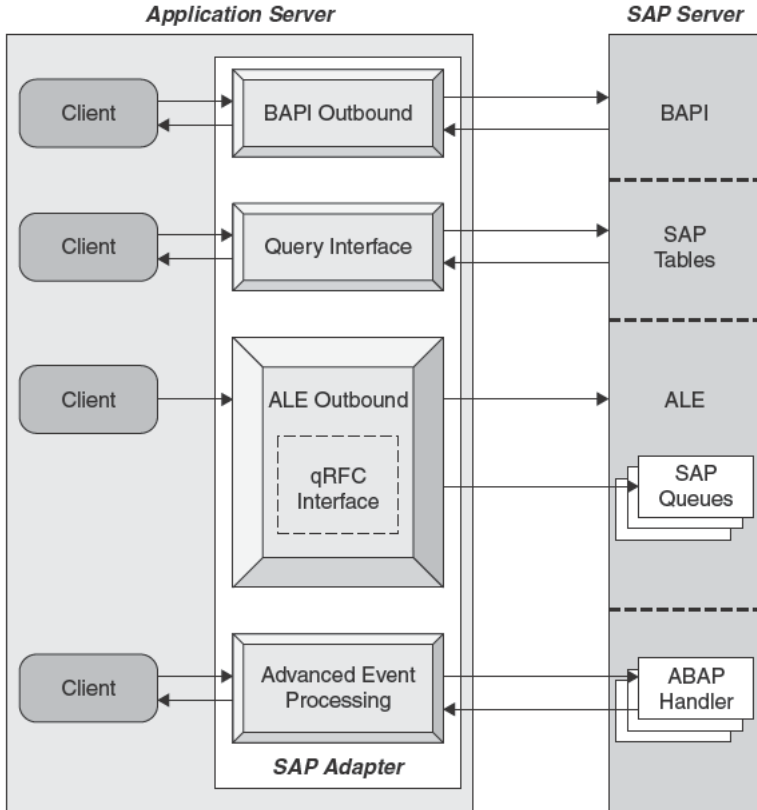 Application Server
SAP Server
Client
BAPI Outbound
BAPI
Client
Query Interface
SAP
Tables
Client
ALE Outbound
ALE
qRFC
Interface
SAP
Queues
Client
Advanced Event
Processing
ABAP
Handler
SAP Adapter